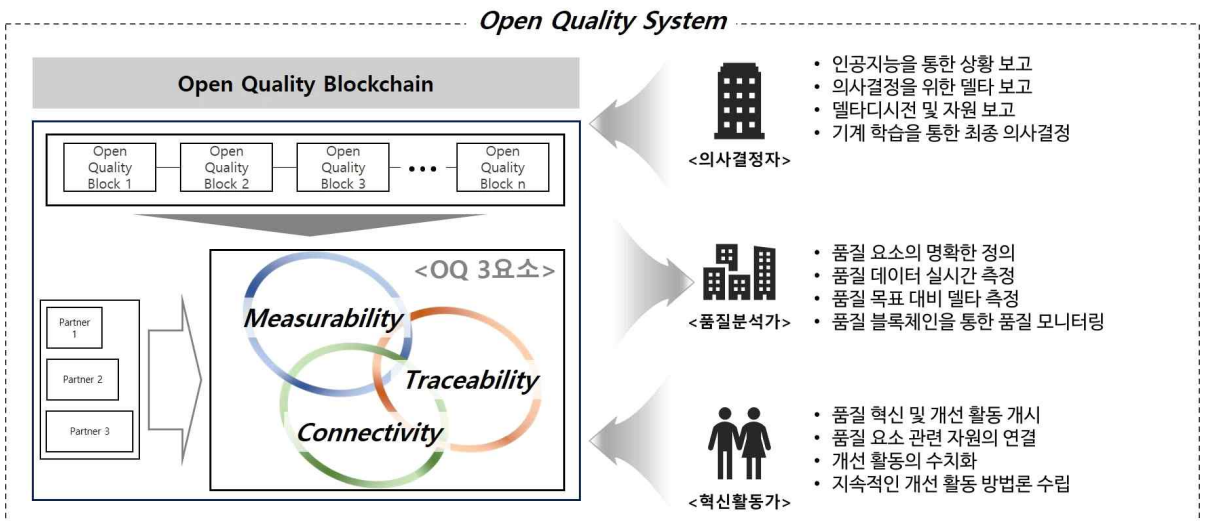 Open Quality System
Open Quality Blockchain
Open
Quality
Block 1
Open
Quality
Block 2
Open
Quality
Block 3
•••
Open
Quality
Block n
<OQ 3요소>
Measurability
Traceability
Connectivity
Partner
1
Partner 2
Partner 3
• 인공지능을 통한 상황 보고
• 의사결정을 위한 델타 보고
• 델타디시전 및 자원 보고
• 기계 학습을 통한 최종 의사결정
<의사결정자>
• 품질 요소의 명확한 정의
• 품질 데이터 실시간 측정
• 품질 목표 대비 델타 측정
• 품질 블록체인을 통한 품질 모니터링
<품질분석가>
• 품질 혁신 및 개선 활동 개시
• 품질 요소 관련 자원의 연결
• 개선 활동의 수치화
• 지속적인 개선 활동 방법론 수립
<혁신활동가>